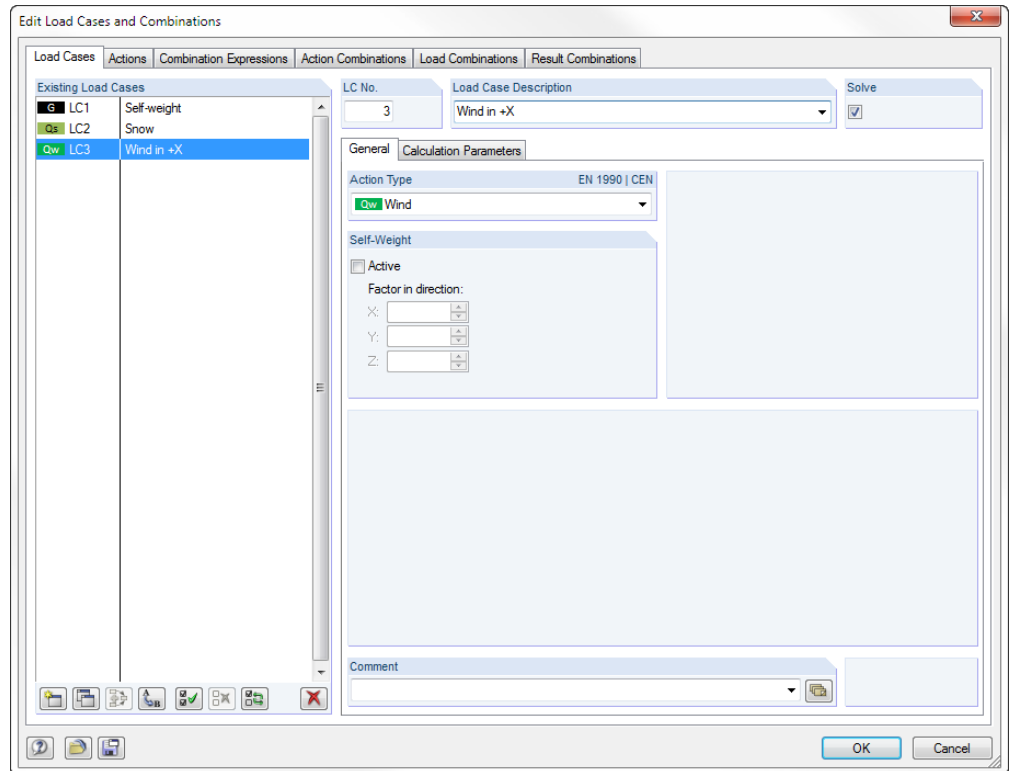 Edit Load Cases and Combinations
Load Cases Actions Combination Expressions Action Combinations Load Combinations Result Combinations
Existing Load Cases
G LC1 Self-weight
Qs LC2 Snow
Qw LC3 Wind in +X
LC No.
3
Load Case Description
Wind in +X
Solve
General Calculation Parameters
Action Type EN 1990 | CEN
Qw Wind
Self-Weight
Active
Factor in direction:
X:
Y:
Z:
Comment
A B
OK Cancel